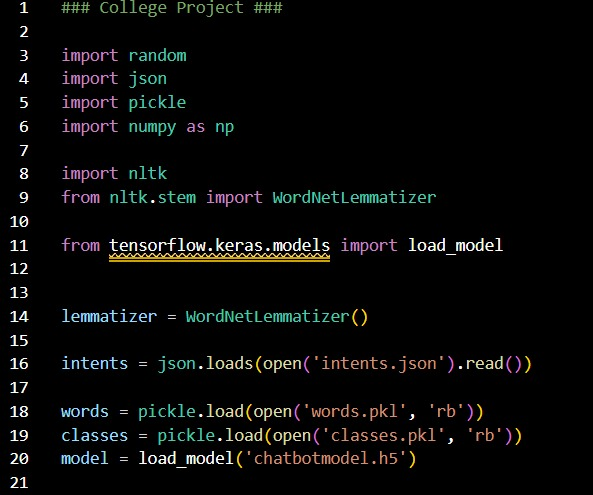 1 ### College Project ###
2
3 import random
4 import json
5 import pickle
6 import numpy as np
7
8 import nltk
9 from nltk.stem import WordNetLemmatizer
10
11 from tensorflow.keras.models import load_model
12
13
14 lemmatizer = WordNetLemmatizer()
15
16 intents = json.loads(open('intents.json').read())
17
18 words = pickle.load(open('words.pkl', 'rb'))
19 classes = pickle.load(open('classes.pkl', 'rb'))
20 model = load_model('chatbotmodel.h5')
21